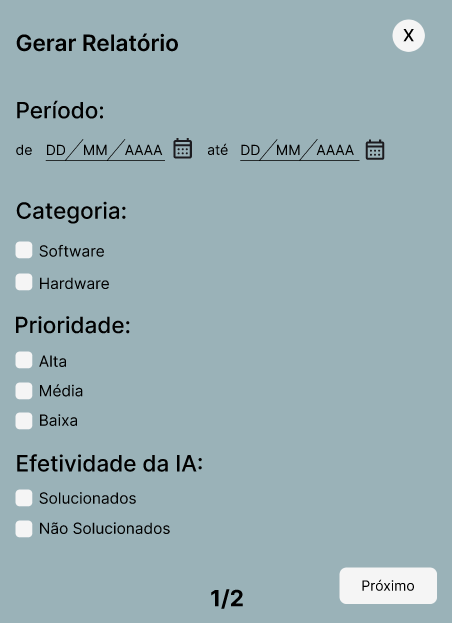 Gerar Relatório X
Período:
de DD/MM/AAAA até DD/MM/AAAA
Categoria:
Software
Hardware
Prioridade:
Alta
Média
Baixa
Efetividade da IA:
Solucionados
Não Solucionados
Próximo
1/2